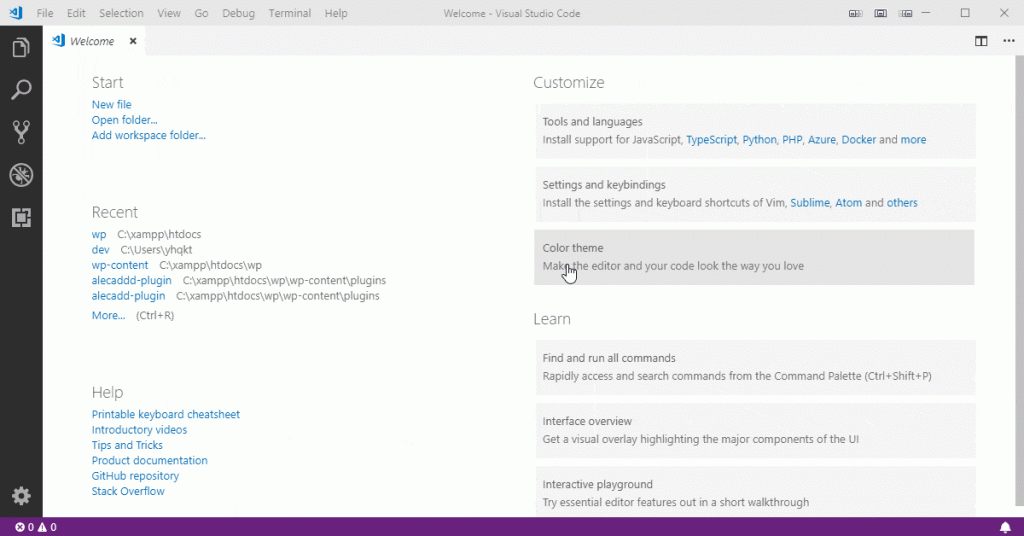 File Edit Selection View Go Debug Terminal Help Welcome - Visual Studio Code
Welcome
Start
New file
Open folder...
Add workspace folder...
Recent
wp C:\xampp\htdocs
dev C:\Users\yhqkt
wp-content C:\xampp\htdocs\wp
alecaddd-plugin C:\xampp\htdocs\wp\wp-content\plugins
alecadd-plugin C:\xampp\htdocs\wp\wp-content\plugins
More... (Ctrl+R)
Help
Printable keyboard cheatsheet
Introductory videos
Tips and Tricks
Product documentation
GitHub repository
Stack Overflow
Customize
Tools and languages
Install support for JavaScript, TypeScript, Python, PHP, Azure, Docker and more
Settings and keybindings
Install the settings and keyboard shortcuts of Vim, Sublime, Atom and others
Color theme
Make the editor and your code look the way you love
Learn
Find and run all commands
Rapidly access and search commands from the Command Palette (Ctrl+Shift+P)
Interface overview
Get a visual overlay highlighting the major components of the UI
Interactive playground
Try essential editor features out in a short walkthrough
0 0